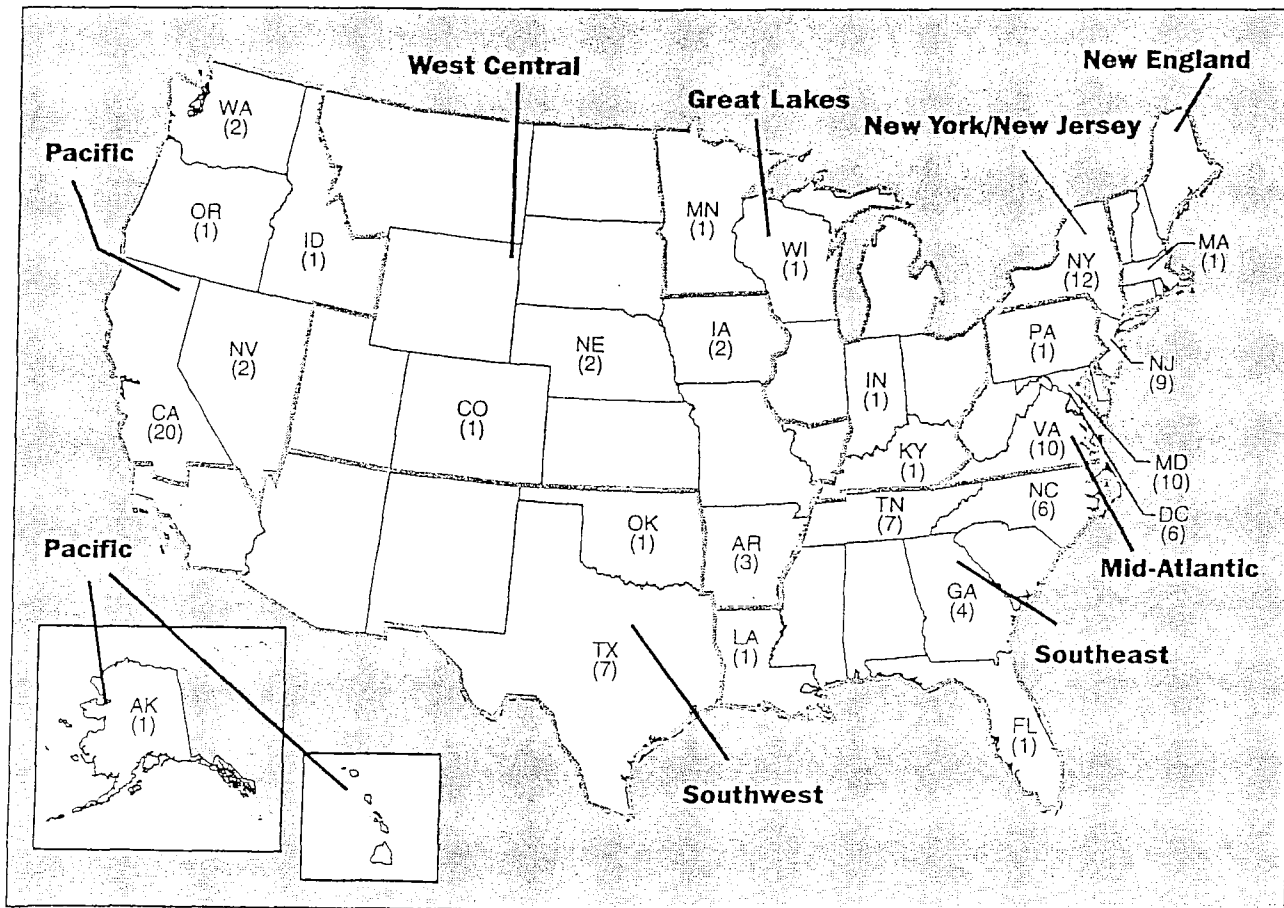 New England
West Central
Great Lakes
New York/New Jersey
Pacific
WA
(2)
OR
(1)
ID
(1)
MN
(1)
WI
(1)
NY
(12)
MA
(1)
NV
(2)
CA
(20)
CO
(1)
NE
(2)
IA
(2)
IN
(1)
PA
(1)
NJ
(9)
KY
(1)
VA
(10)
MD
(10)
DC
(6)
Mid-Atlantic
OK
(1)
AR
(3)
TN
(7)
NC
(6)
GA
(4)
Southeast
Pacific
AK
(1)
TX
(7)
LA
(1)
FL
(1)
Southwest